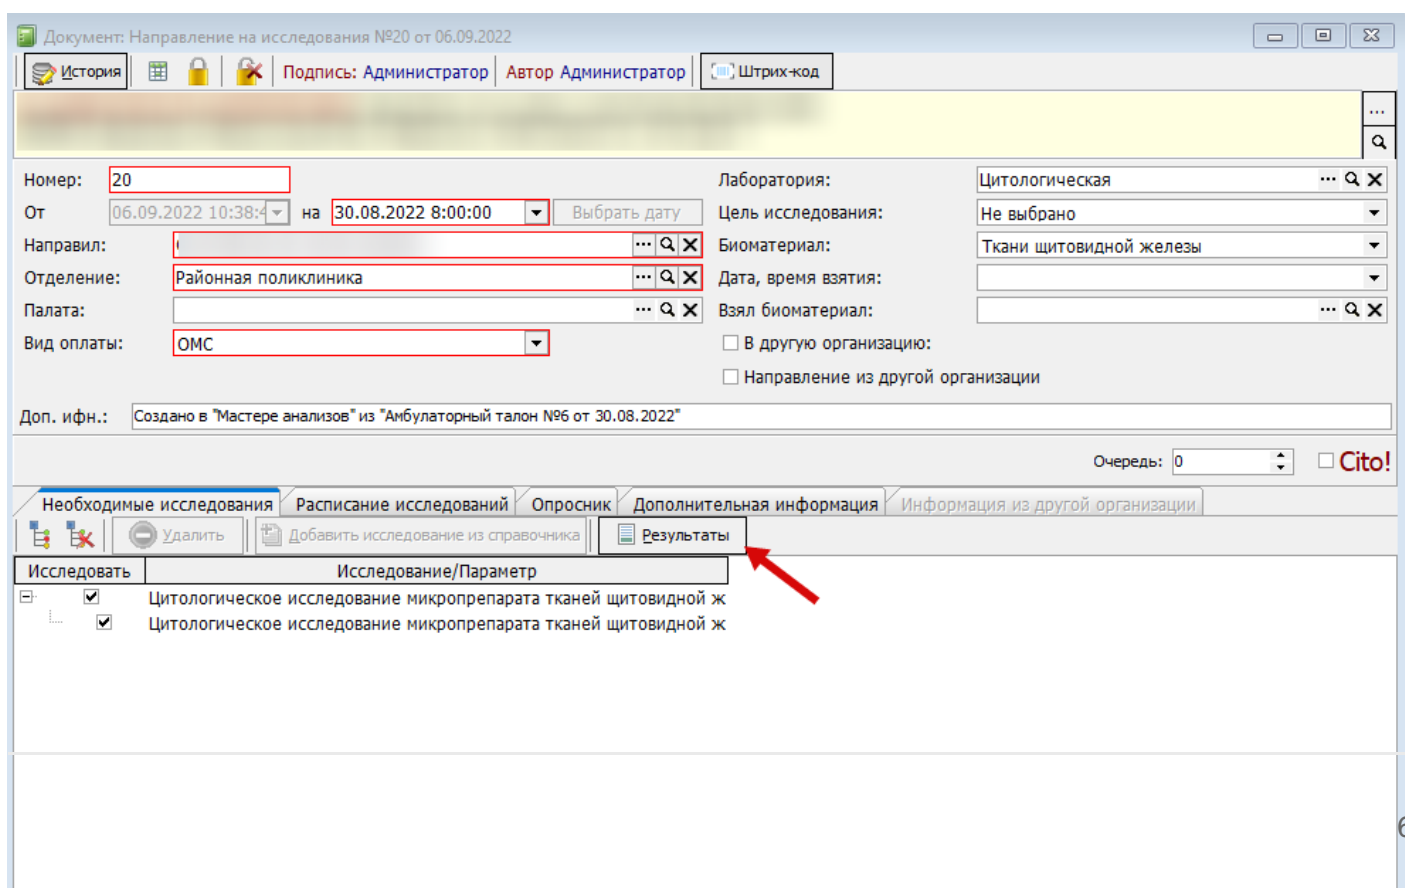 Документ: Направление на исследования №20 от 06.09.2022
История Подпись: Администратор Автор Администратор Штрих-код
Номер: 20 Лаборатория: Цитологическая
От 06.09.2022 10:38:4 на 30.08.2022 8:00:00 Выбрать дату Цель исследования: Не выбрано
Направил: Биоматериал: Ткани щитовидной железы
Отделение: Районная поликлиника Дата, время взятия:
Палата: Взял биоматериал:
Вид оплаты: ОМС В другую организацию:
Направление из другой организации
Доп. ифн.: Создано в "Мастере анализов" из "Амбулаторный талон №6 от 30.08.2022"
Очередь: 0 Cito!
Необходимые исследования Расписание исследований Опросник Дополнительная информация Информация из другой организации
Удалить Добавить исследование из справочника Результаты
Исследовать Исследование/Параметр
Цитологическое исследование микропрепарата тканей щитовидной ж
Цитологическое исследование микропрепарата тканей щитовидной ж